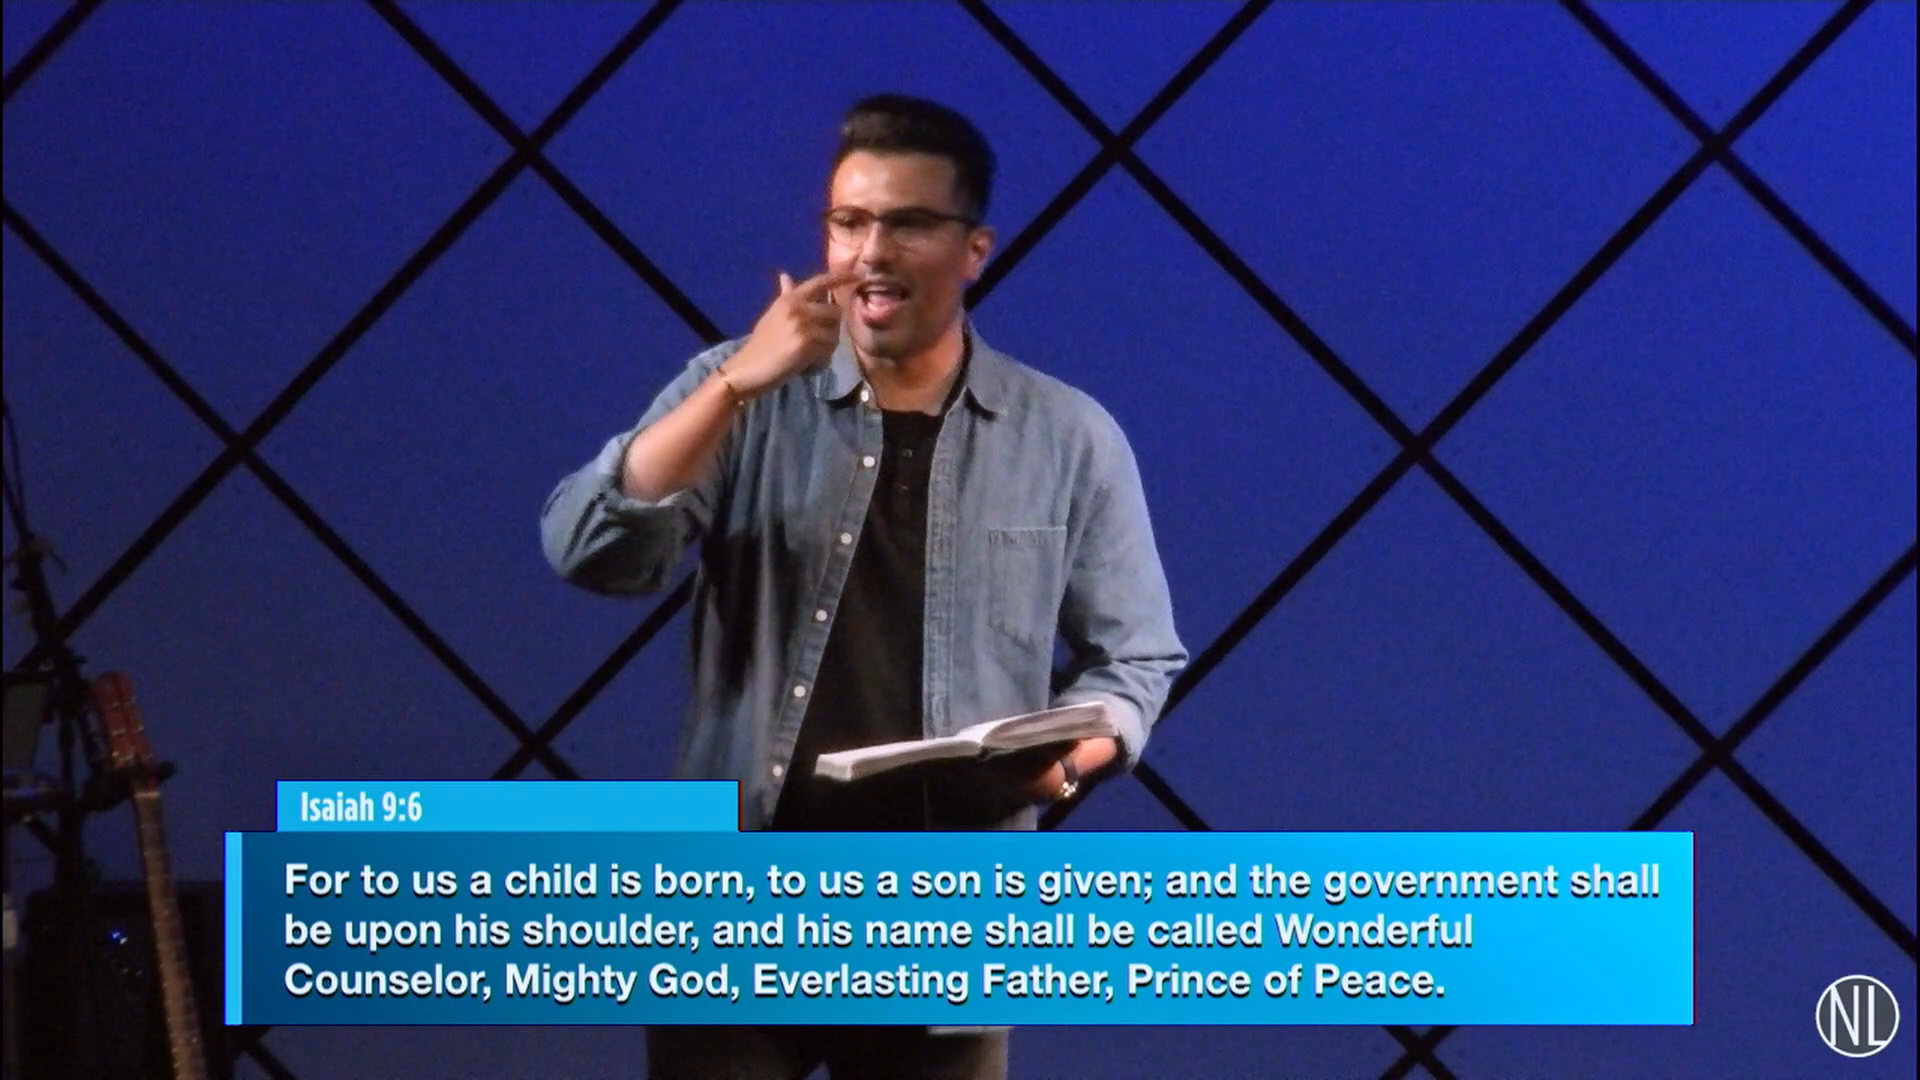 Isaiah 9:6
For to us a child is born, to us a son is given; and the government shall
be upon his shoulder, and his name shall be called Wonderful
Counselor, Mighty God, Everlasting Father, Prince of Peace.
NL